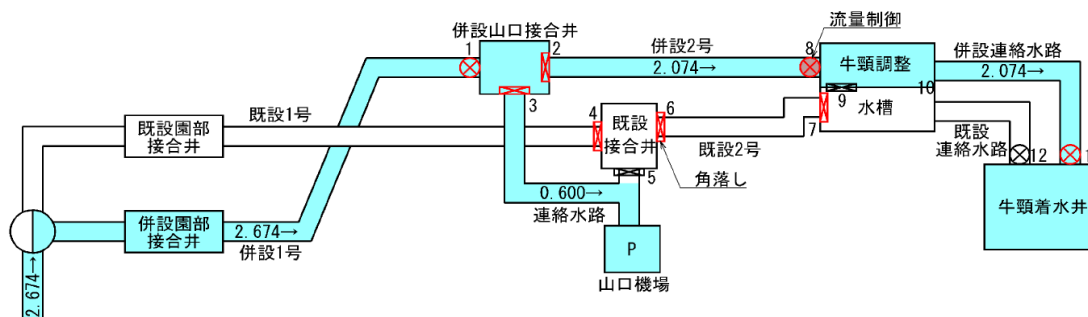 流量制御
併設山口接合井
1
2
併設2号
2.074→
8
牛頸調整
水槽
9
10
併設連絡水路
2.074→
3
4
既設
接合井
6
7
既設1号
既設園部
接合井
既設2号
既設
連絡水路
12
1
5
角落し
0.600→
連絡水路
牛頸着水井
併設園部
接合井
2.674→
併設1号
P
山口機場
2.674→